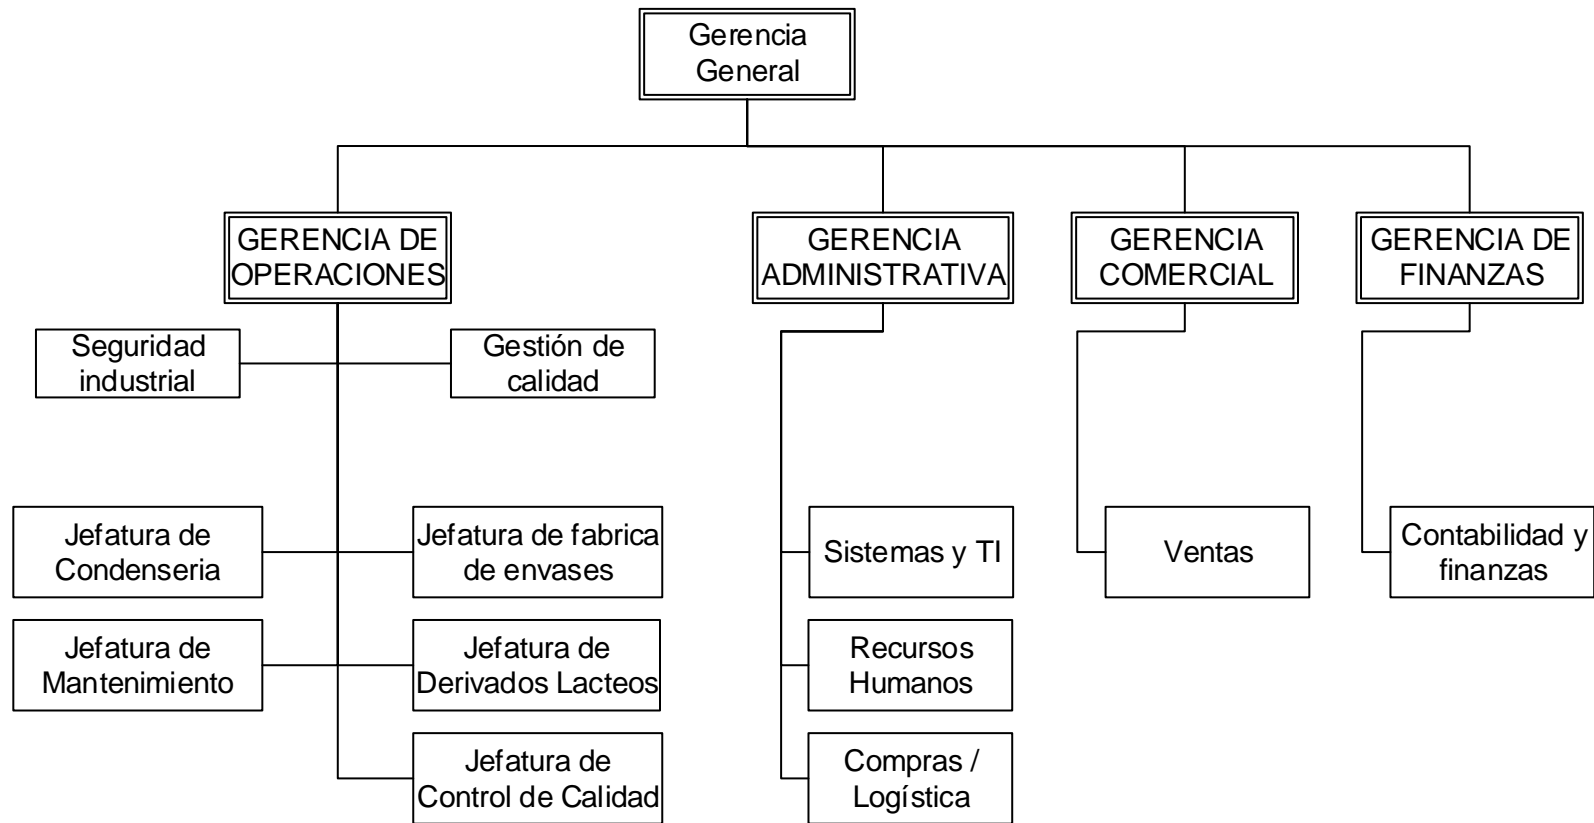 Gerencia
General
GERENCIA DE
OPERACIONES
GERENCIA
ADMINISTRATIVA
GERENCIA
COMERCIAL
GERENCIA DE
FINANZAS
Seguridad
industrial
Gestión de
calidad
Jefatura de
Condenseria
Jefatura de fabrica
de envases
Sistemas y TI
Ventas
Contabilidad y
finanzas
Jefatura de
Mantenimiento
Jefatura de
Derivados Lacteos
Recursos
Humanos
Jefatura de
Control de Calidad
Compras /
Logística